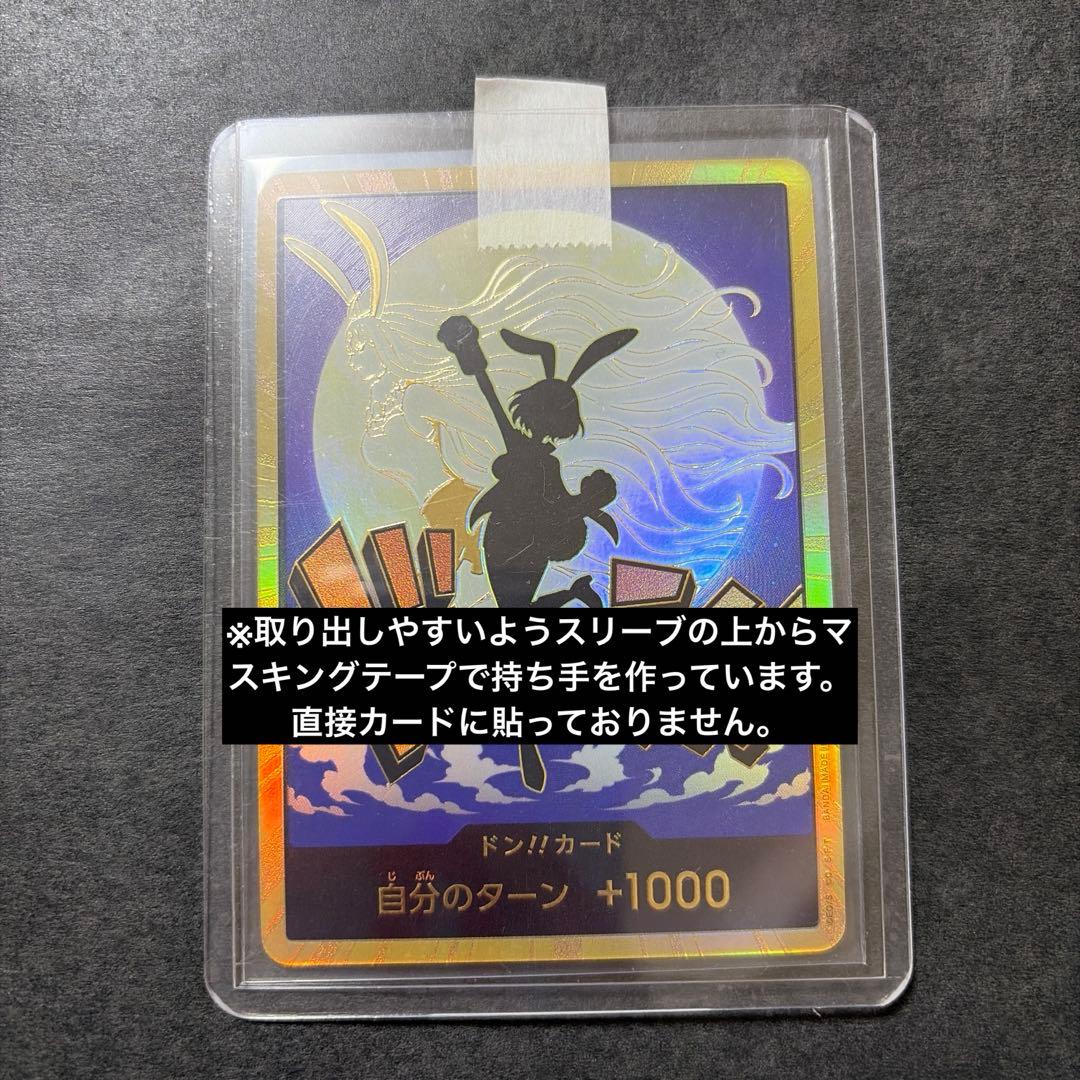 ※取り出しやすいようスリーブの上からマ
スキングテープで持ち手を作っています。
直接カードに貼っておりません。
ドン!!カード
じ ぶん
自分のターン +1000